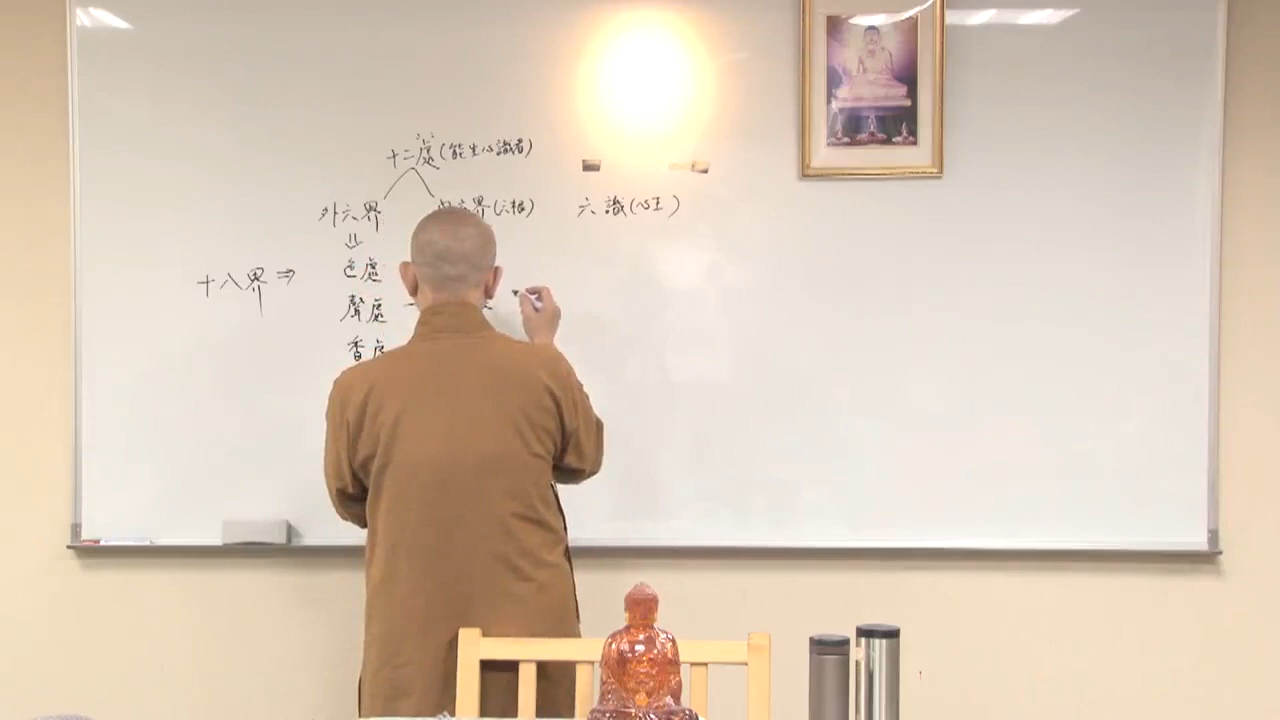 十二處(能生心識者)
外六界 內六界(六根) 六識(心王)
十八界⇒
色處
聲處
香處